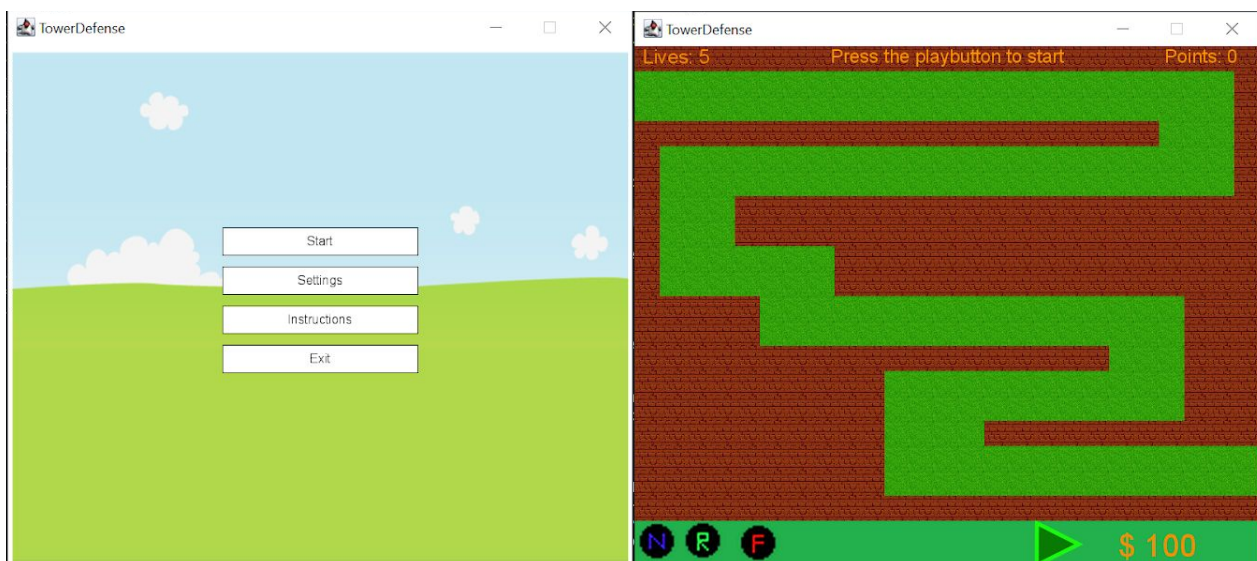 TowerDefense
Start
Settings
Instructions
Exit
TowerDefense
Lives: 5 Press the playbutton to start Points: 0
N R F $ 100